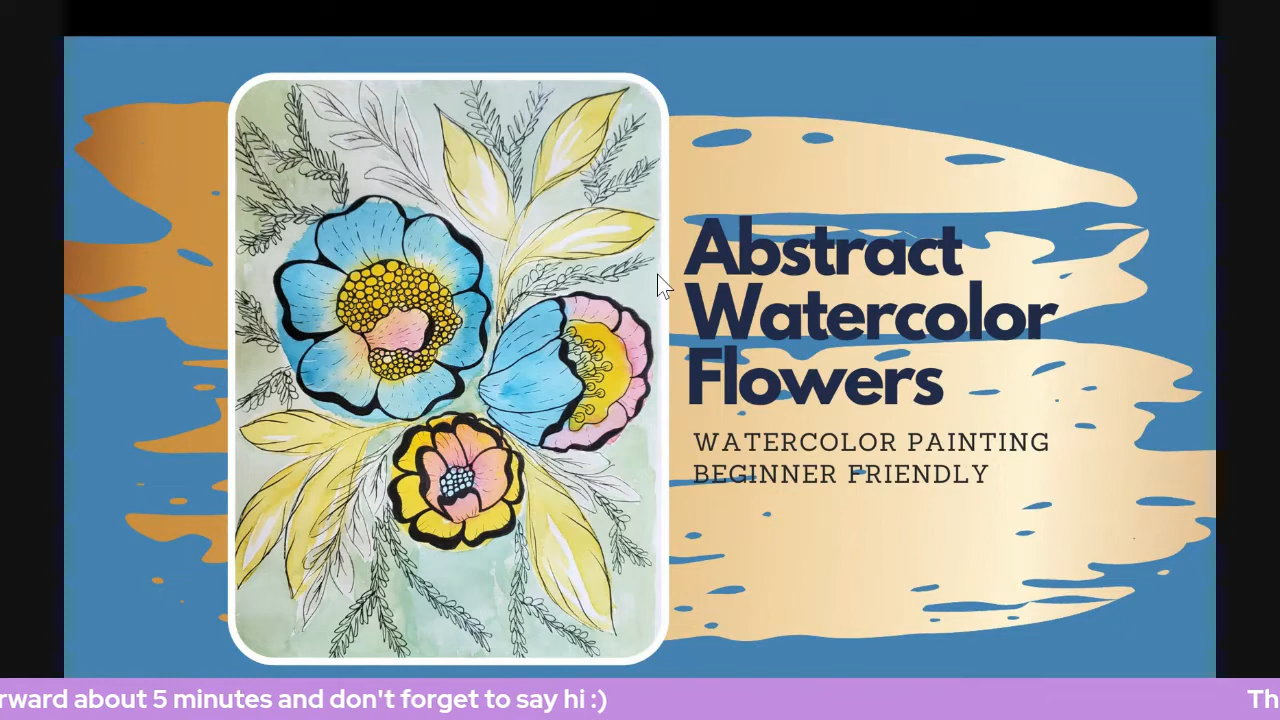 Abstract
Watercolor
Flowers
WATERCOLOR PAINTING
BEGINNER FRIENDLY
rward about 5 minutes and don't forget to say hi :) Th